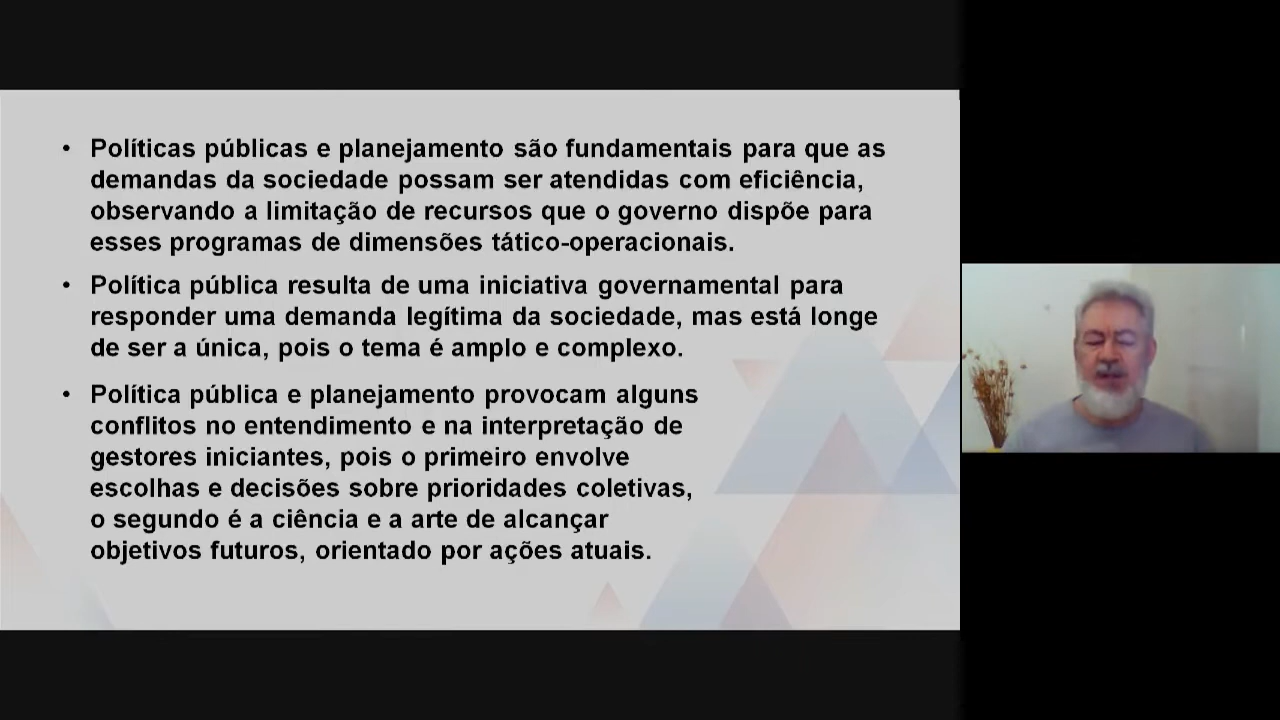 • Políticas públicas e planejamento são fundamentais para que as
demandas da sociedade possam ser atendidas com eficiência,
observando a limitação de recursos que o governo dispõe para
esses programas de dimensões tático-operacionais.
• Política pública resulta de uma iniciativa governamental para
responder uma demanda legítima da sociedade, mas está longe
de ser a única, pois o tema é amplo e complexo.
• Política pública e planejamento provocam alguns
conflitos no entendimento e na interpretação de
gestores iniciantes, pois o primeiro envolve
escolhas e decisões sobre prioridades coletivas,
o segundo é a ciência e a arte de alcançar
objetivos futuros, orientado por ações atuais.